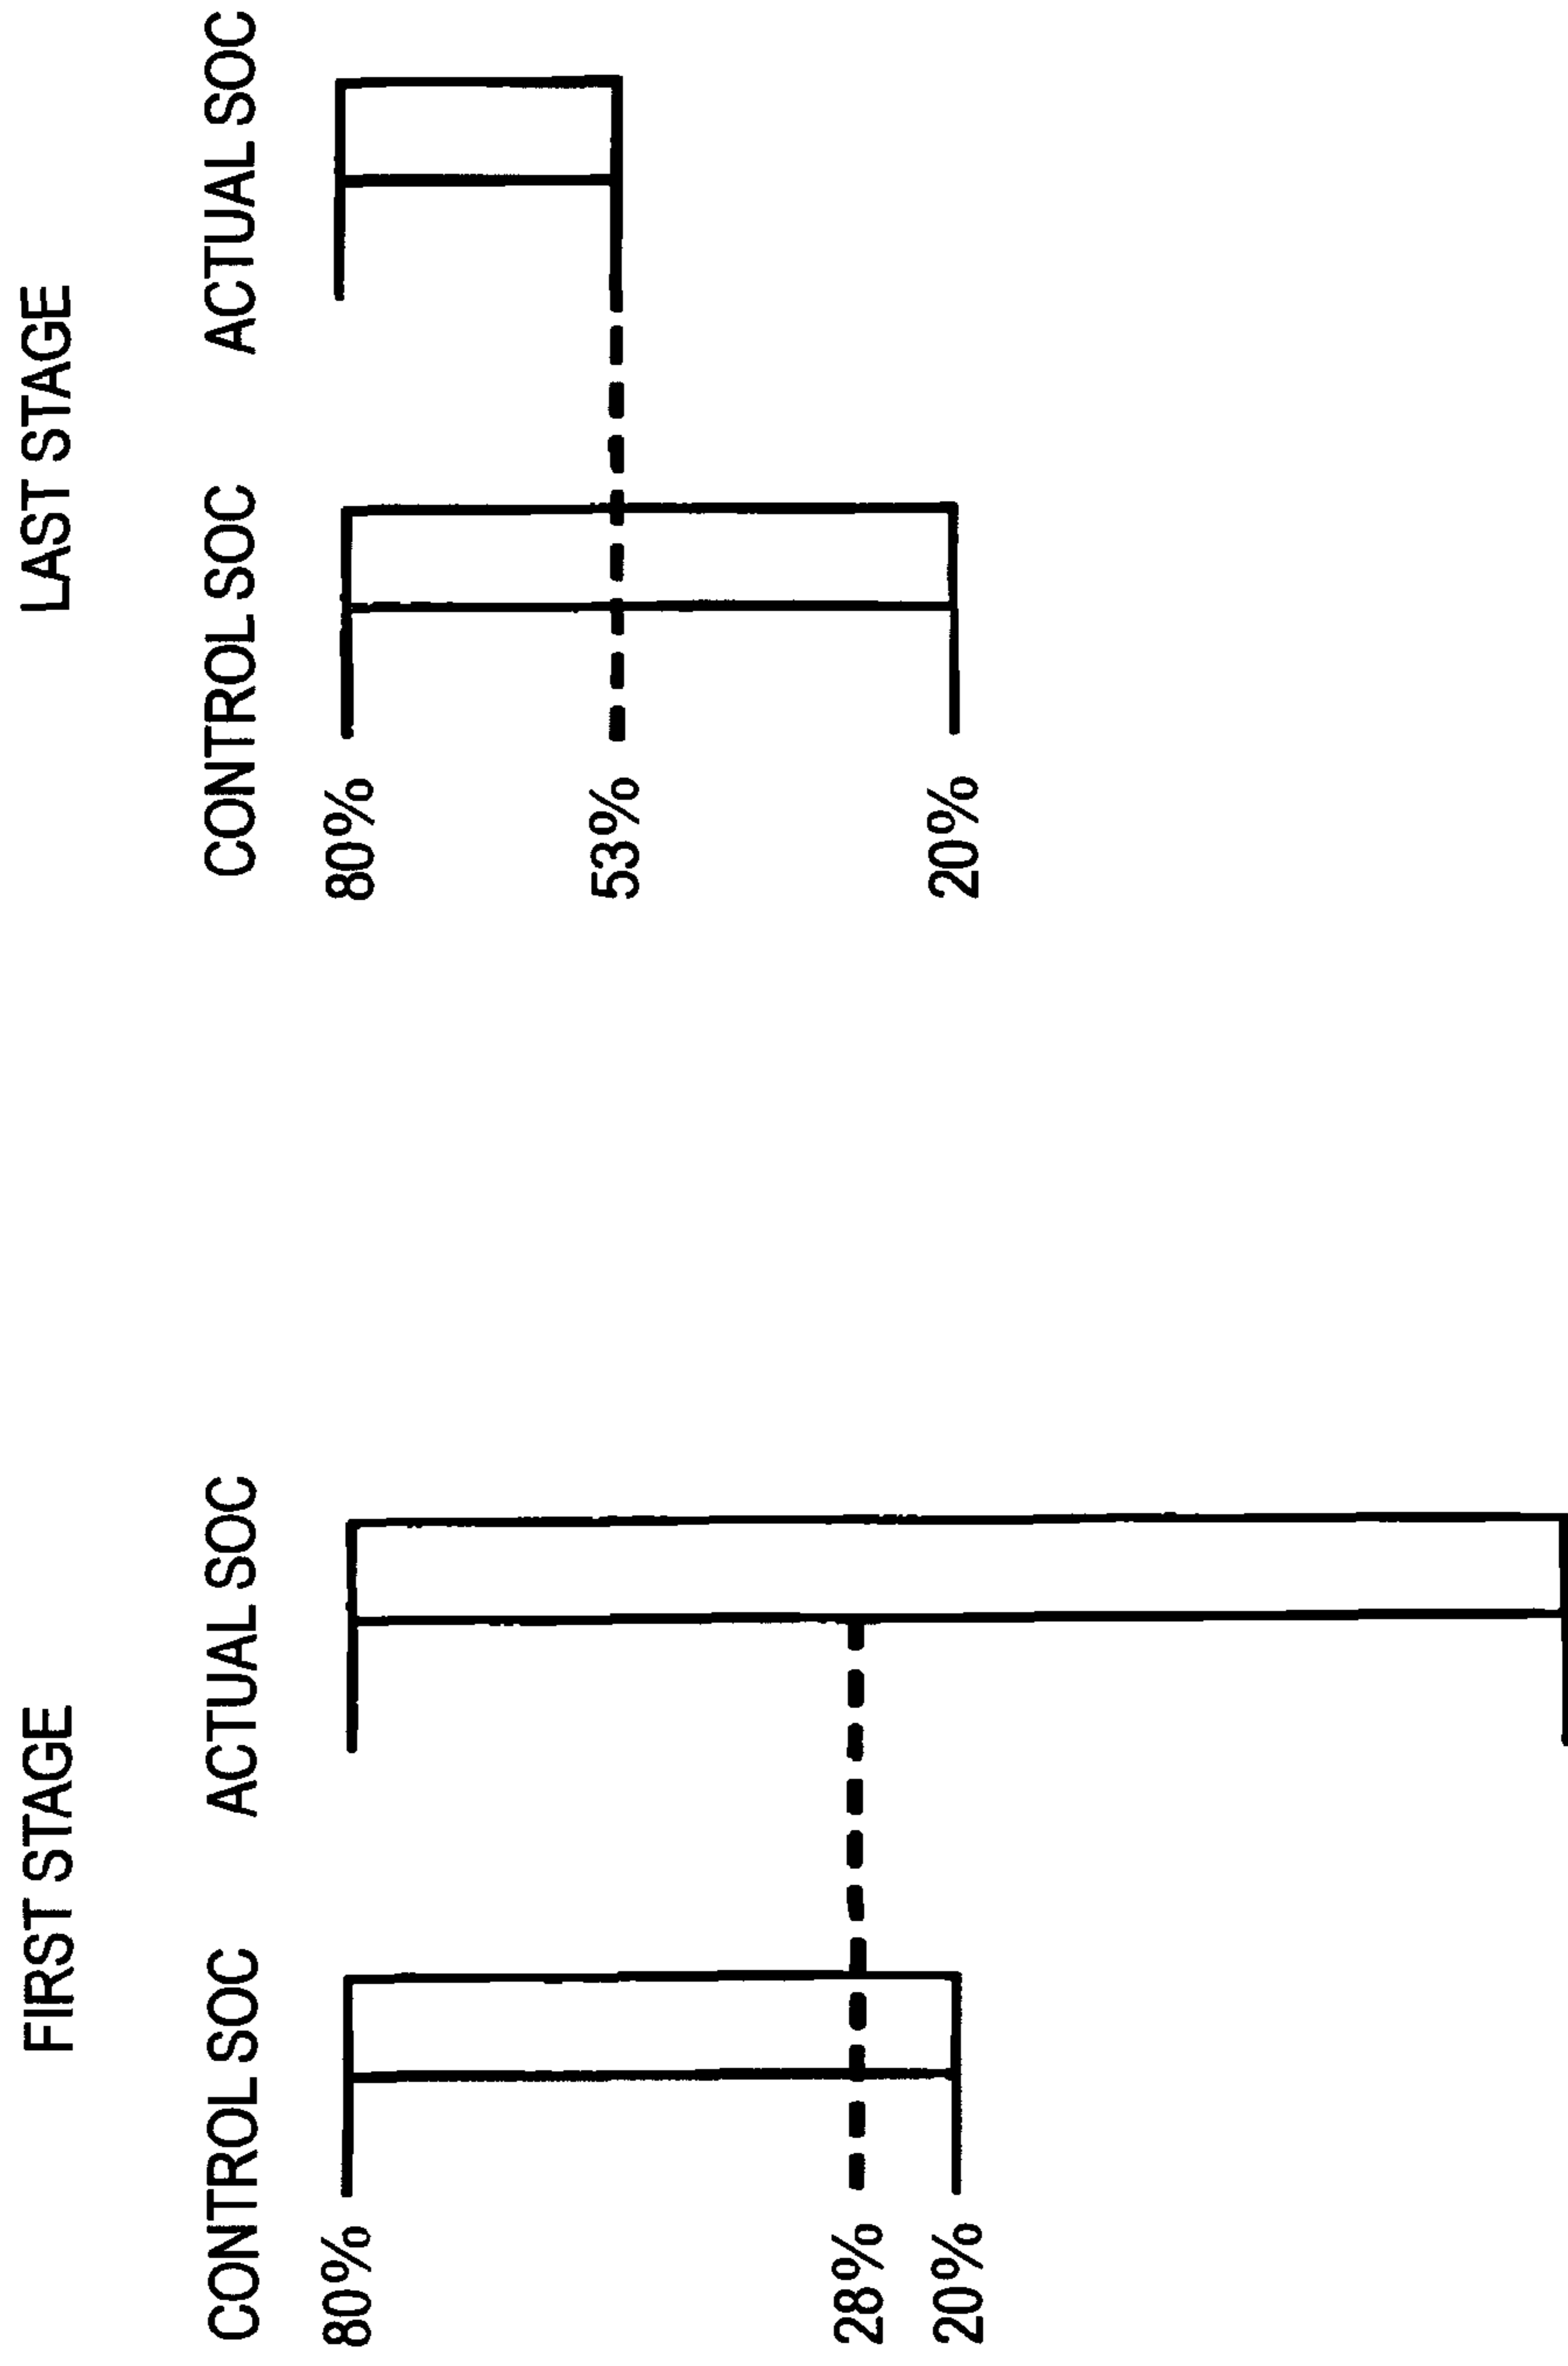 FIRST STAGE
CONTROL SOC
ACTUAL SOC
80%
28%
20%
LAST STAGE
CONTROL SOC
ACTUAL SOC
80%
53%
20%